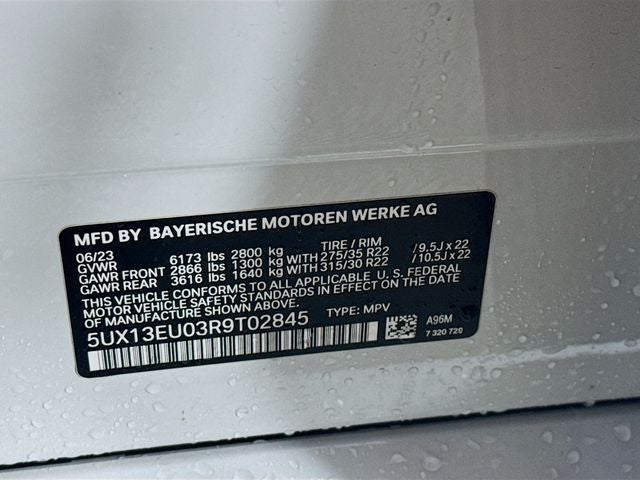 MFD BY BAYERISCHE MOTOREN WERKE AG
06/23 TIRE / RIM
GVWR 6173 lbs 2800 kg
GAWR FRONT 2866 lbs 1300 kg WITH 275/35 R22 /9.5J x 22
GAWR REAR 3616 lbs 1640 kg WITH 315/30 R22 /10.5J x 22
THIS VEHICLE CONFORMS TO ALL APPLICABLE U. S. FEDERAL
MOTOR VEHICLE SAFETY STANDARDS IN EFFECT ON THE DATE
OF MANUFACTURE SHOWN ABOVE.
5UX13EU03R9T02845 TYPE: MPV
A96M
7 320 729